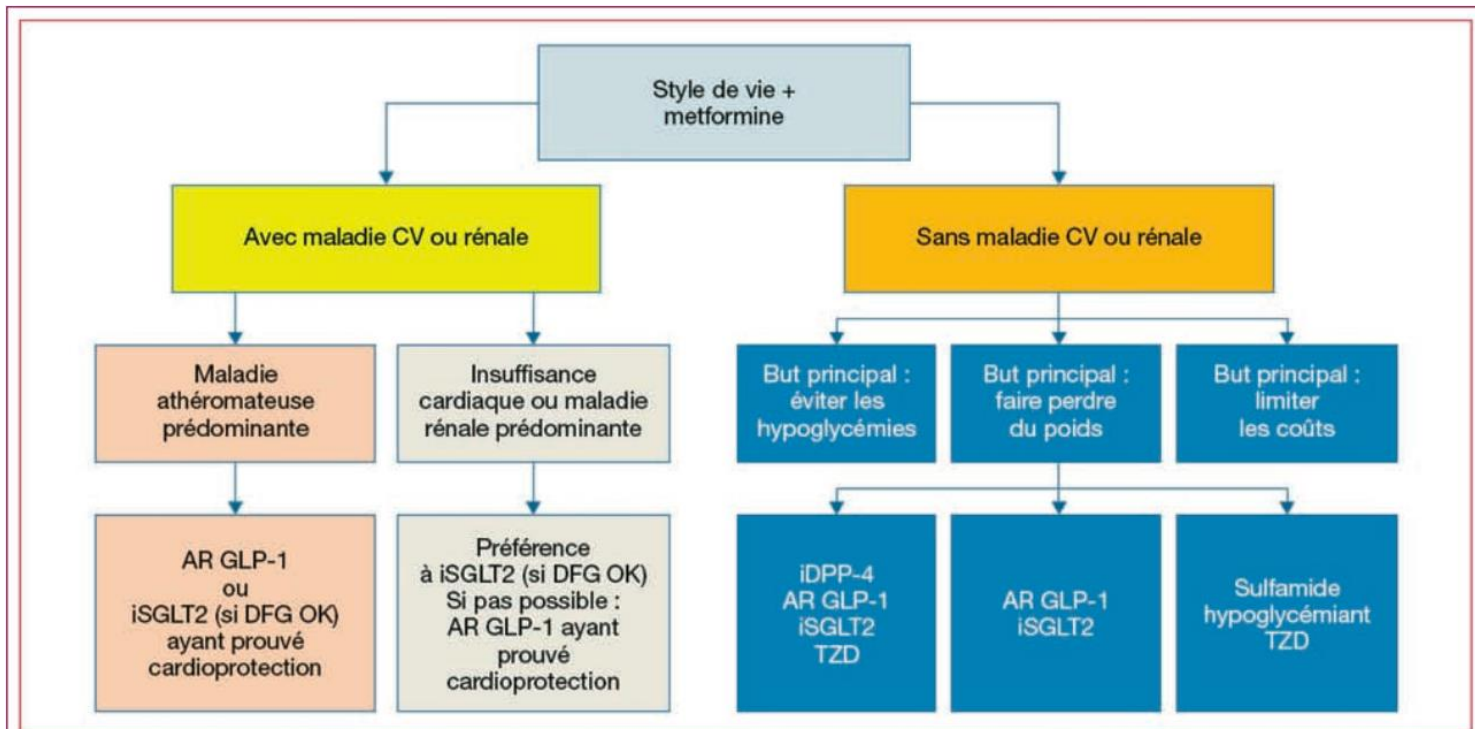 Style de vie +
metformine
Avec maladie CV ou rénale
Sans maladie CV ou rénale
Maladie
athéromateuse
prédominante
Insuffisance
cardiaque ou maladie
rénale prédominante
But principal :
éviter les
hypoglycémies
But principal :
faire perdre
du poids
But principal :
limiter
les coûts
AR GLP-1
ou
iSGLT2 (si DFG OK)
ayant prouvé
cardioprotection
Préférence
à iSGLT2 (si DFG OK)
Si pas possible :
AR GLP-1 ayant
prouvé
cardioprotection
iDPP-4
AR GLP-1
iSGLT2
TZD
AR GLP-1
iSGLT2
Sulfamide
hypoglycémiant
TZD